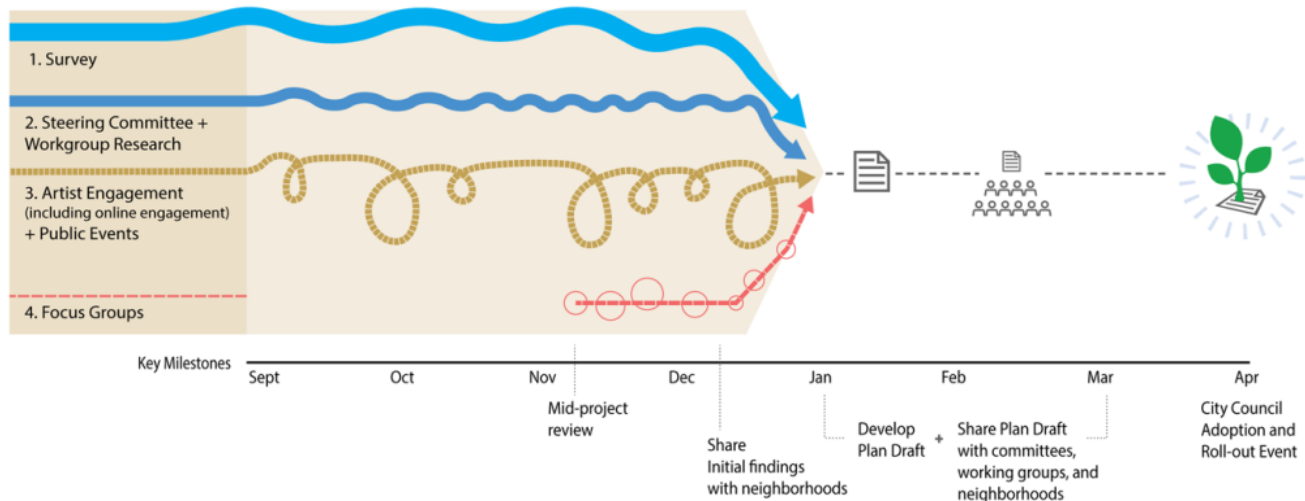 1. Survey
2. Steering Committee +
Workgroup Research
3. Artist Engagement
(including online engagement)
+ Public Events
4. Focus Groups
Key Milestones
Sept
Oct
Nov
Dec
Jan
Feb
Mar
Apr
Mid-project
review
Share
Initial findings
with neighborhoods
Develop
Plan Draft
+
Share Plan Draft
with committees,
working groups, and
neighborhoods
City Council
Adoption and
Roll-out Event